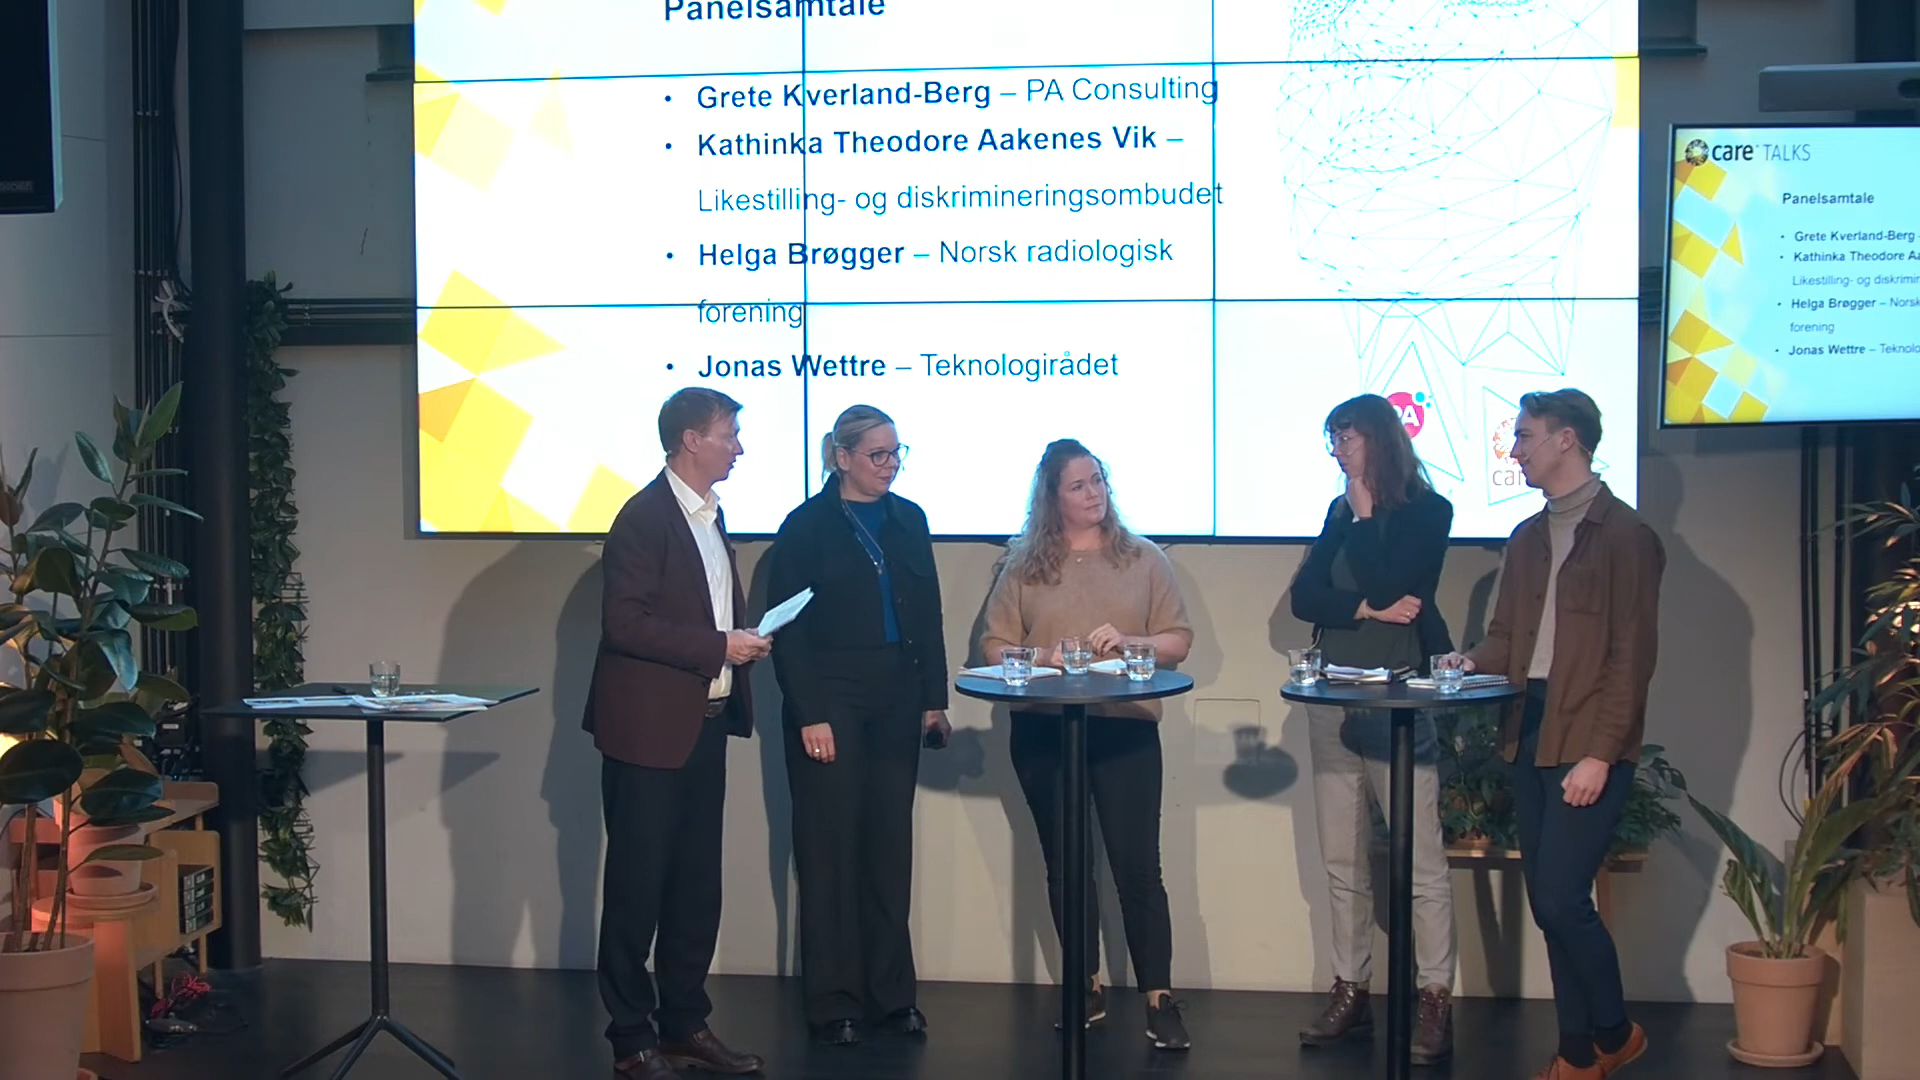 Panelsamtale
• Grete Kverland-Berg – PA Consulting
• Kathinka Theodore Aakenes Vik –
Likestilling- og diskrimineringsombudet
• Helga Brøgger – Norsk radiologisk
forening
• Jonas Wettre – Teknologirådet
PA
care TALKS
Panelsamtale
• Grete Kverland-Berg
• Kathinka Theodore
Likestilling- og
• Helga Brøgger – Norsk
forening
• Jonas Wettre –